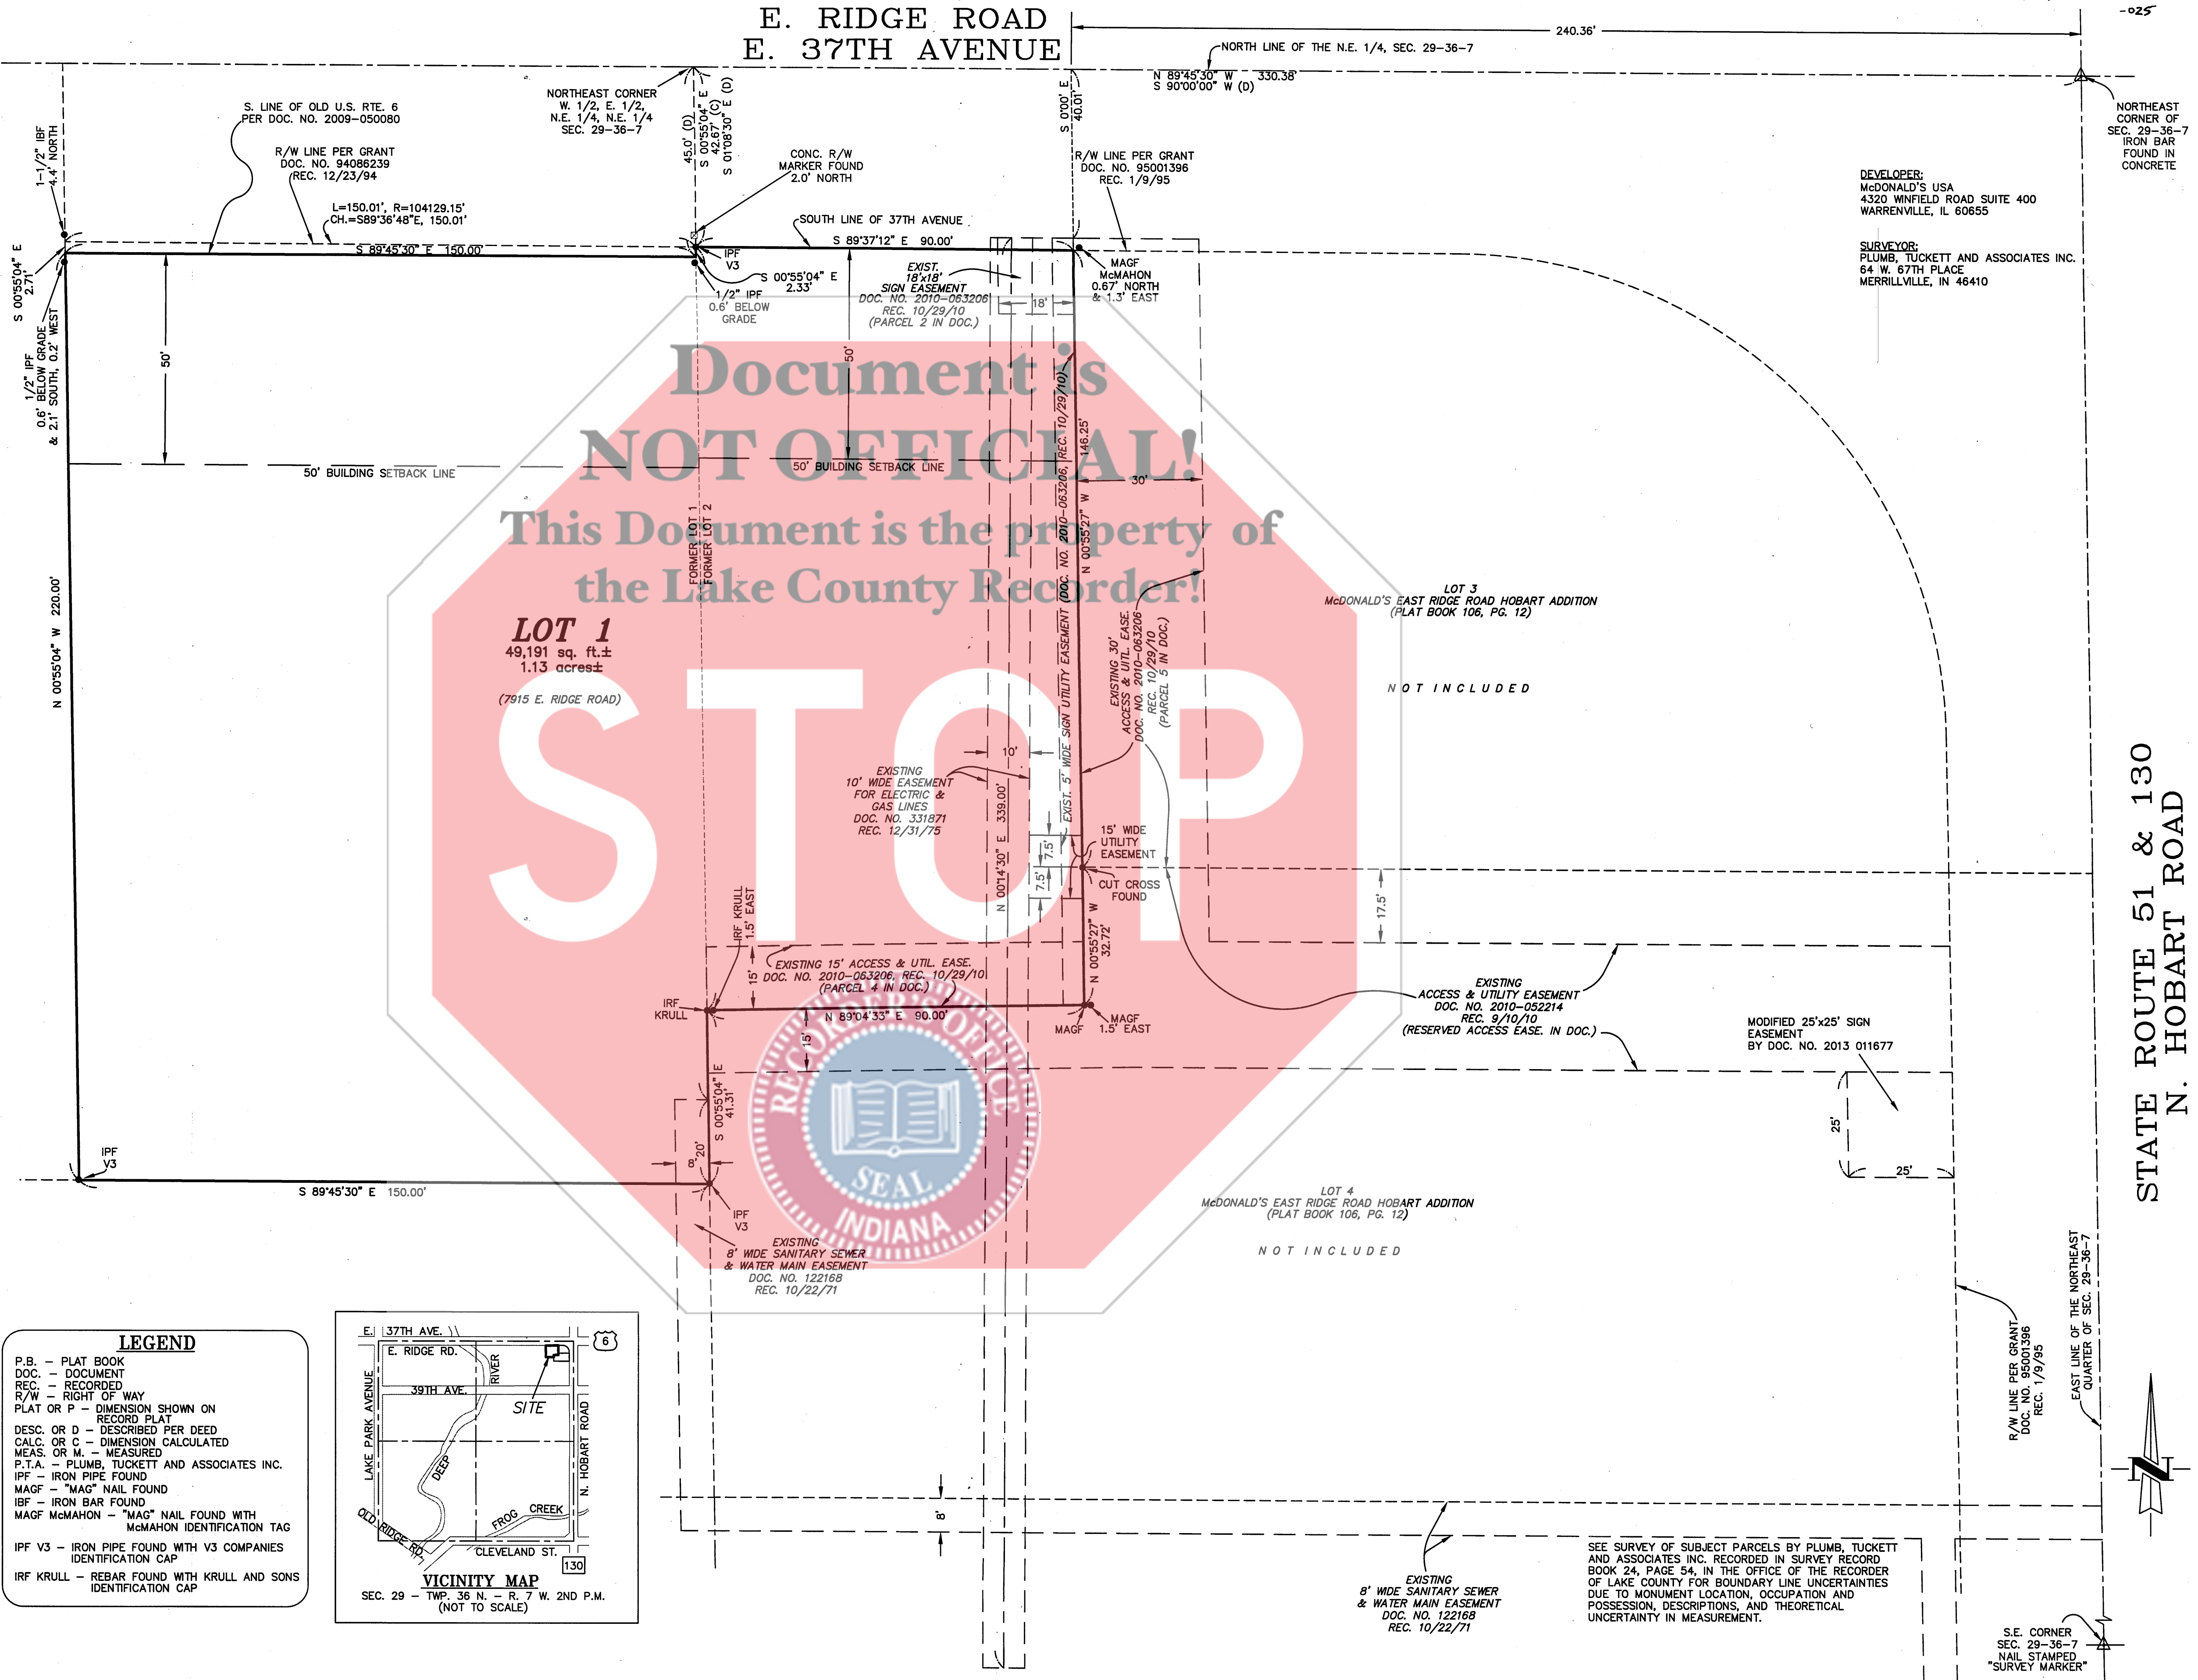 E. RIDGE ROAD
E. 37TH AVENUE
240.36'
-025
NORTH LINE OF THE N.E. 1/4, SEC. 29-36-7
N 89°45'30" W 330.38'
S 90°00'00" W (D)
NORTHEAST CORNER
W. 1/2, E. 1/2,
N.E. 1/4, N.E. 1/4
SEC. 29-36-7
45.0' (D)
S 00°55'04" E
42.67' (C)
S 01°08'30" E (D)
S 0°00' E
40.01'
NORTHEAST
CORNER OF
SEC. 29-36-7
IRON BAR
FOUND IN
CONCRETE
S. LINE OF OLD U.S. RTE. 6
PER DOC. NO. 2009-050080
1-1/2" IBF
4.4' NORTH
R/W LINE PER GRANT
DOC. NO. 94086239
REC. 12/23/94
CONC. R/W
MARKER FOUND
2.0' NORTH
R/W LINE PER GRANT
DOC. NO. 95001396
REC. 1/9/95
DEVELOPER:
McDONALD'S USA
4320 WINFIELD ROAD SUITE 400
WARRENVILLE, IL 60655
SURVEYOR:
PLUMB, TUCKETT AND ASSOCIATES INC.
64 W. 67TH PLACE
MERRILLVILLE, IN 46410
L=150.01', R=104129.15'
CH.=S89°36'48"E, 150.01'
S 89°45'30" E 150.00'
SOUTH LINE OF 37TH AVENUE
S 89°37'12" E 90.00'
S 00°55'04" E
2.71'
IPF
V3
S 00°55'04" E
2.33'
1/2" IPF
0.6' BELOW
GRADE
EXIST.
18'x18'
SIGN EASEMENT
DOC. NO. 2010-063206
REC. 10/29/10
(PARCEL 2 IN DOC.)
18'
MAGF
McMAHON
0.67' NORTH
& 1.3' EAST
1/2" IPF
0.6' BELOW GRADE
& 2.1' SOUTH, 0.2' WEST
50'
50'
Document is
NOT OFFICIAL!
This Document is the property of
the Lake County Recorder!
STOP
50' BUILDING SETBACK LINE
50' BUILDING SETBACK LINE
30'
FORMER LOT 1
FORMER LOT 2
EXIST. 5' WIDE SIGN UTILITY EASEMENT (DOC. NO. 2010-063206, REC. 10/29/10)
N 00°55'27" W 146.25'
N 00°55'04" W 220.00'
LOT 1
49,191 sq. ft.±
1.13 acres±
(7915 E. RIDGE ROAD)
EXISTING 30'
ACCESS & UITL. EASE.
DOC. NO. 2010-063206
REC. 10/29/10
(PARCEL 5 IN DOC.)
LOT 3
McDONALD'S EAST RIDGE ROAD HOBART ADDITION
(PLAT BOOK 106, PG. 12)
NOT INCLUDED
10'
EXISTING
10' WIDE EASEMENT
FOR ELECTRIC &
GAS LINES
DOC. NO. 331871
REC. 12/31/75
N 00°14'30" E 339.00'
7.5'
7.5'
15' WIDE
UTILITY
EASEMENT
CUT CROSS
FOUND
17.5'
N 00°55'27" W
32.72'
IRF KRULL
1.5' EAST
EXISTING 15' ACCESS & UTIL. EASE.
DOC. NO. 2010-063206, REC. 10/29/10
(PARCEL 4 IN DOC.)
15'
IRF
KRULL
N 89°04'33" E 90.00'
15'
MAGF
MAGF
1.5' EAST
EXISTING
ACCESS & UTILITY EASEMENT
DOC. NO. 2010-052214
REC. 9/10/10
(RESERVED ACCESS EASE. IN DOC.)
MODIFIED 25'x25' SIGN
EASEMENT
BY DOC. NO. 2013 011677
25'
25'
STATE ROUTE 51 & 130
N. HOBART ROAD
S 00°55'04" E
41.31'
20'
8'
RECORDER'S OFFICE
SEAL
INDIANA
IPF
V3
S 89°45'30" E 150.00'
IPF
V3
EXISTING
8' WIDE SANITARY SEWER
& WATER MAIN EASEMENT
DOC. NO. 122168
REC. 10/22/71
LOT 4
McDONALD'S EAST RIDGE ROAD HOBART ADDITION
(PLAT BOOK 106, PG. 12)
NOT INCLUDED
R/W LINE PER GRANT
DOC. NO. 95001396
REC. 1/9/95
EAST LINE OF THE NORTHEAST
QUARTER OF SEC. 29-36-7
N
LEGEND
P.B. - PLAT BOOK
DOC. - DOCUMENT
REC. - RECORDED
R/W - RIGHT OF WAY
PLAT OR P - DIMENSION SHOWN ON
RECORD PLAT
DESC. OR D - DESCRIBED PER DEED
CALC. OR C - DIMENSION CALCULATED
MEAS. OR M. - MEASURED
P.T.A. - PLUMB, TUCKETT AND ASSOCIATES INC.
IPF - IRON PIPE FOUND
MAGF - "MAG" NAIL FOUND
IBF - IRON BAR FOUND
MAGF McMAHON - "MAG" NAIL FOUND WITH
McMAHON IDENTIFICATION TAG
IPF V3 - IRON PIPE FOUND WITH V3 COMPANIES
IDENTIFICATION CAP
IRF KRULL - REBAR FOUND WITH KRULL AND SONS
IDENTIFICATION CAP
E. 37TH AVE.
6
E. RIDGE RD.
RIVER
39TH AVE.
SITE
LAKE PARK AVENUE
N. HOBART ROAD
DEEP
FROG CREEK
OLD RIDGE RD.
CLEVELAND ST.
130
VICINITY MAP
SEC. 29 - TWP. 36 N. - R. 7 W. 2ND P.M.
(NOT TO SCALE)
8'
EXISTING
8' WIDE SANITARY SEWER
& WATER MAIN EASEMENT
DOC. NO. 122168
REC. 10/22/71
SEE SURVEY OF SUBJECT PARCELS BY PLUMB, TUCKETT
AND ASSOCIATES INC. RECORDED IN SURVEY RECORD
BOOK 24, PAGE 54, IN THE OFFICE OF THE RECORDER
OF LAKE COUNTY FOR BOUNDARY LINE UNCERTAINTIES
DUE TO MONUMENT LOCATION, OCCUPATION AND
POSSESSION, DESCRIPTIONS, AND THEORETICAL
UNCERTAINTY IN MEASUREMENT.
S.E. CORNER
SEC. 29-36-7
NAIL STAMPED
"SURVEY MARKER"